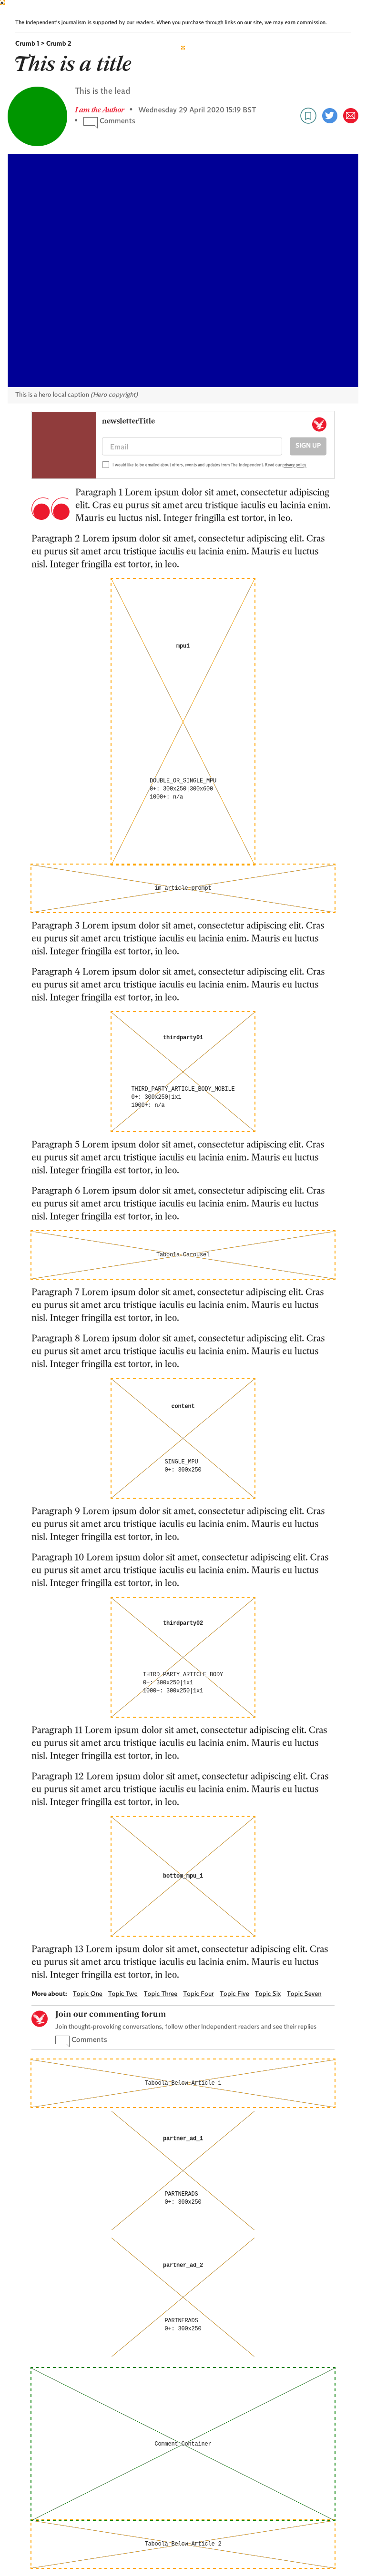 The Independent's journalism is supported by our readers. When you purchase through links on our site, we may earn commission.
Crumb 1 > Crumb 2
This is a title
This is the lead
I am the Author • Wednesday 29 April 2020 15:19 BST
• Comments
This is a hero local caption (Hero copyright)
newsletterTitle
Email
SIGN UP
I would like to be emailed about offers, events and updates from The Independent. Read our privacy policy
Paragraph 1 Lorem ipsum dolor sit amet, consectetur adipiscing
elit. Cras eu purus sit amet arcu tristique iaculis eu lacinia enim.
Mauris eu luctus nisl. Integer fringilla est tortor, in leo.
Paragraph 2 Lorem ipsum dolor sit amet, consectetur adipiscing elit. Cras
eu purus sit amet arcu tristique iaculis eu lacinia enim. Mauris eu luctus
nisl. Integer fringilla est tortor, in leo.
mpu1
DOUBLE_OR_SINGLE_MPU
0+: 300x250|300x600
1000+: n/a
im article prompt
Paragraph 3 Lorem ipsum dolor sit amet, consectetur adipiscing elit. Cras
eu purus sit amet arcu tristique iaculis eu lacinia enim. Mauris eu luctus
nisl. Integer fringilla est tortor, in leo.
Paragraph 4 Lorem ipsum dolor sit amet, consectetur adipiscing elit. Cras
eu purus sit amet arcu tristique iaculis eu lacinia enim. Mauris eu luctus
nisl. Integer fringilla est tortor, in leo.
thirdparty01
THIRD_PARTY_ARTICLE_BODY_MOBILE
0+: 300x250|1x1
1000+: n/a
Paragraph 5 Lorem ipsum dolor sit amet, consectetur adipiscing elit. Cras
eu purus sit amet arcu tristique iaculis eu lacinia enim. Mauris eu luctus
nisl. Integer fringilla est tortor, in leo.
Paragraph 6 Lorem ipsum dolor sit amet, consectetur adipiscing elit. Cras
eu purus sit amet arcu tristique iaculis eu lacinia enim. Mauris eu luctus
nisl. Integer fringilla est tortor, in leo.
Taboola Carousel
Paragraph 7 Lorem ipsum dolor sit amet, consectetur adipiscing elit. Cras
eu purus sit amet arcu tristique iaculis eu lacinia enim. Mauris eu luctus
nisl. Integer fringilla est tortor, in leo.
Paragraph 8 Lorem ipsum dolor sit amet, consectetur adipiscing elit. Cras
eu purus sit amet arcu tristique iaculis eu lacinia enim. Mauris eu luctus
nisl. Integer fringilla est tortor, in leo.
content
SINGLE_MPU
0+: 300x250
Paragraph 9 Lorem ipsum dolor sit amet, consectetur adipiscing elit. Cras
eu purus sit amet arcu tristique iaculis eu lacinia enim. Mauris eu luctus
nisl. Integer fringilla est tortor, in leo.
Paragraph 10 Lorem ipsum dolor sit amet, consectetur adipiscing elit. Cras
eu purus sit amet arcu tristique iaculis eu lacinia enim. Mauris eu luctus
nisl. Integer fringilla est tortor, in leo.
thirdparty02
THIRD_PARTY_ARTICLE_BODY
0+: 300x250|1x1
1000+: 300x250|1x1
Paragraph 11 Lorem ipsum dolor sit amet, consectetur adipiscing elit. Cras
eu purus sit amet arcu tristique iaculis eu lacinia enim. Mauris eu luctus
nisl. Integer fringilla est tortor, in leo.
Paragraph 12 Lorem ipsum dolor sit amet, consectetur adipiscing elit. Cras
eu purus sit amet arcu tristique iaculis eu lacinia enim. Mauris eu luctus
nisl. Integer fringilla est tortor, in leo.
bottom_mpu_1
Paragraph 13 Lorem ipsum dolor sit amet, consectetur adipiscing elit. Cras
eu purus sit amet arcu tristique iaculis eu lacinia enim. Mauris eu luctus
nisl. Integer fringilla est tortor, in leo.
More about: Topic One Topic Two Topic Three Topic Four Topic Five Topic Six Topic Seven
Join our commenting forum
Join thought-provoking conversations, follow other Independent readers and see their replies
Comments
Taboola Below Article 1
partner_ad_1
PARTNERADS
0+: 300x250
partner_ad_2
PARTNERADS
0+: 300x250
Comment Container
Taboola Below Article 2